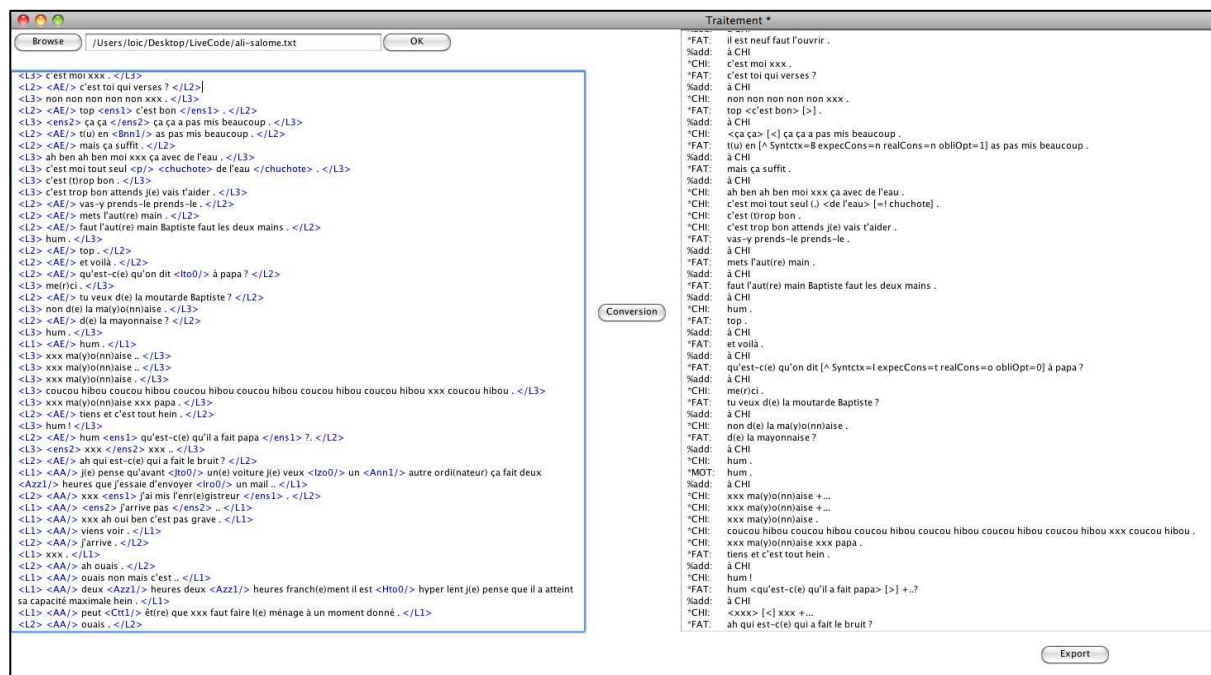 Traitement *
Browse
/Users/loic/Desktop/LiveCode/ali-salome.txt
OK
<L3> c'est moi xxx . </L3>
<L2> <AE/> c'est toi qui verses ? </L2>
<L3> non non non non non xxx . </L3>
<L2> <AE/> top <ens1> c'est bon </ens1> . </L2>
<L3> <ens2> ça ça </ens2> ça ça a pas mis beaucoup . </L3>
<L2> <AE/> t(u) en <Bnn1/> as pas mis beaucoup . </L2>
<L2> <AE/> mais ça suffit . </L2>
<L3> ah ben ah ben moi xxx ça avec de l'eau . </L3>
<L3> c'est moi tout seul <p/> <chuchote> de l'eau </chuchote> . </L3>
<L3> c'est (t)rop bon . </L3>
<L3> c'est trop bon attends j(e) vais t'aider . </L3>
<L2> <AE/> vas-y prends-le prends-le . </L2>
<L2> <AE/> mets l'aut(re) main . </L2>
<L2> <AE/> faut l'aut(re) main Baptiste faut les deux mains . </L2>
<L3> hum . </L3>
<L2> <AE/> top . </L2>
<L2> <AE/> et voilà . </L2>
<L2> <AE/> qu'est-c(e) qu'on dit <Ito0/> à papa ? </L2>
<L3> me(r)ci . </L3>
<L2> <AE/> tu veux d(e) la moutarde Baptiste ? </L2>
<L3> non d(e) la ma(y)o(nn)aise . </L3>
<L2> <AE/> d(e) la mayonnaise ? </L2>
<L3> hum . </L3>
<L1> <AE/> hum . </L1>
<L3> xxx ma(y)o(nn)aise .. </L3>
<L3> xxx ma(y)o(nn)aise .. </L3>
<L3> xxx ma(y)o(nn)aise . </L3>
<L3> coucou hibou coucou hibou coucou hibou coucou hibou coucou hibou coucou hibou xxx coucou hibou . </L3>
<L3> xxx ma(y)o(nn)aise xxx papa . </L3>
<L2> <AE/> tiens et c'est tout hein . </L2>
<L3> hum ! </L3>
<L2> <AE/> hum <ens1> qu'est-c(e) qu'il a fait papa </ens1> ?. </L2>
<L3> <ens2> xxx </ens2> xxx .. </L3>
<L2> <AE/> ah qui est-c(e) qui a fait le bruit ? </L2>
<L1> <AA/> j(e) pense qu'avant <Jto0/> un(e) voiture j(e) veux <Izo0/> un <Ann1/> autre ordi(nateur) ça fait deux
<Azz1/> heures que j'essaie d'envoyer <Iro0/> un mail .. </L1>
<L2> <AA/> xxx <ens1> j'ai mis l'enr(e)gistreur </ens1> . </L2>
<L1> <AA/> <ens2> j'arrive pas </ens2> .. </L1>
<L1> <AA/> xxx ah oui ben c'est pas grave . </L1>
<L1> <AA/> viens voir . </L1>
<L2> <AA/> j'arrive . </L2>
<L1> xxx . </L1>
<L2> <AA/> ah ouais . </L2>
<L1> <AA/> ouais non mais c'est .. </L1>
<L1> <AA/> deux <Azz1/> heures deux <Azz1/> heures franch(e)ment il est <Hto0/> hyper lent j(e) pense que il a atteint
sa capacité maximale hein . </L1>
<L1> <AA/> peut <Ctt1/> êt(re) que xxx faut faire l(e) ménage à un moment donné . </L1>
<L2> <AA/> ouais . </L2>
Conversion
*FAT: il est neuf faut l'ouvrir .
%add: à CHI
*CHI: c'est moi xxx .
*FAT: c'est toi qui verses ?
%add: à CHI
*CHI: non non non non non xxx .
*FAT: top <c'est bon> [>] .
%add: à CHI
*CHI: <ça ça> [<] ça ça a pas mis beaucoup .
*FAT: t(u) en [^ Syntctx=B expecCons=n realCons=n obliOpt=1] as pas mis beaucoup .
%add: à CHI
*FAT: mais ça suffit .
%add: à CHI
*CHI: ah ben ah ben moi xxx ça avec de l'eau .
*CHI: c'est moi tout seul (.) <de l'eau> [=! chuchote] .
*CHI: c'est (t)rop bon .
*CHI: c'est trop bon attends j(e) vais t'aider .
*FAT: vas-y prends-le prends-le .
%add: à CHI
*FAT: mets l'aut(re) main .
%add: à CHI
*FAT: faut l'aut(re) main Baptiste faut les deux mains .
%add: à CHI
*CHI: hum .
*FAT: top .
%add: à CHI
*FAT: et voilà .
%add: à CHI
*FAT: qu'est-c(e) qu'on dit [^ Syntctx=I expecCons=t realCons=o obliOpt=0] à papa ?
%add: à CHI
*CHI: me(r)ci .
*FAT: tu veux d(e) la moutarde Baptiste ?
%add: à CHI
*CHI: non d(e) la ma(y)o(nn)aise .
*FAT: d(e) la mayonnaise ?
%add: à CHI
*CHI: hum .
*MOT: hum .
%add: à CHI
*CHI: xxx ma(y)o(nn)aise +...
*CHI: xxx ma(y)o(nn)aise +...
*CHI: xxx ma(y)o(nn)aise .
*CHI: coucou hibou coucou hibou coucou hibou coucou hibou coucou hibou coucou hibou xxx coucou hibou .
*CHI: xxx ma(y)o(nn)aise xxx papa .
*FAT: tiens et c'est tout hein .
%add: à CHI
*CHI: hum !
*FAT: hum <qu'est-c(e) qu'il a fait papa> [>] +..?
%add: à CHI
*CHI: <xxx> [<] xxx +...
*FAT: ah qui est-c(e) qui a fait le bruit ?
Export